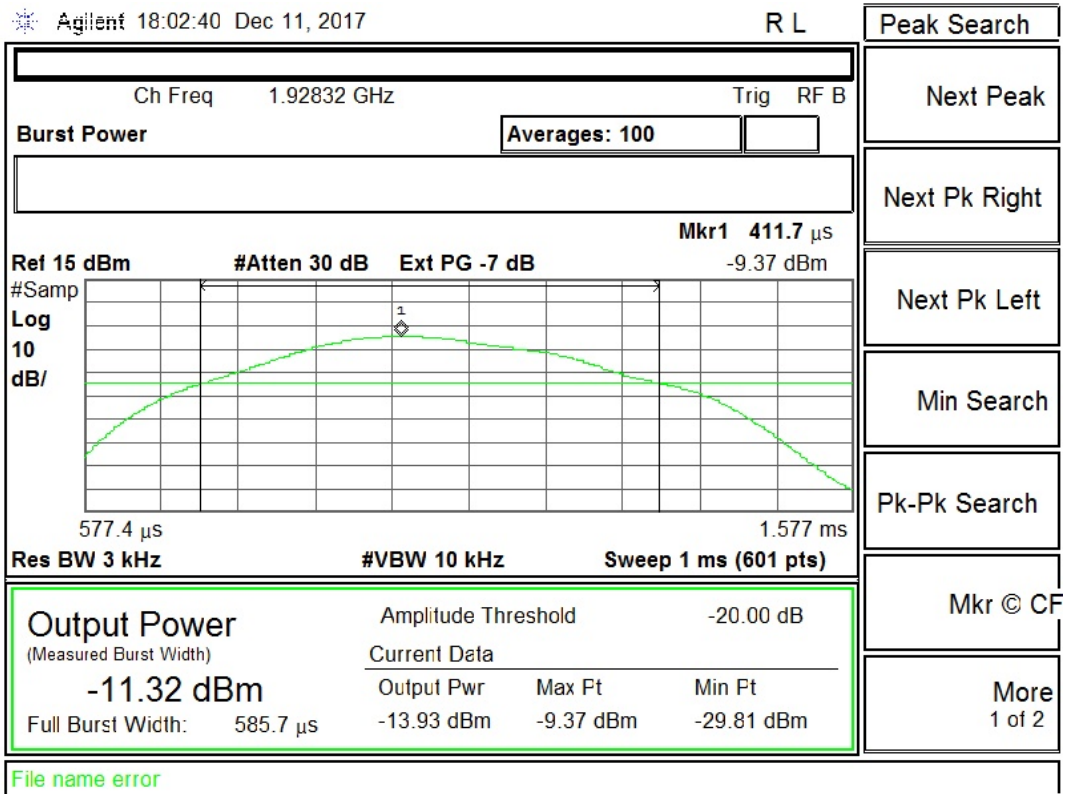 Agilent 18:02:40 Dec 11, 2017 R L
Peak Search
Ch Freq 1.92832 GHz Trig RF B
Burst Power Averages: 100
Mkr1 411.7 μs
Ref 15 dBm #Atten 30 dB Ext PG -7 dB -9.37 dBm
#Samp
Log
10
dB/
1
577.4 μs 1.577 ms
Res BW 3 kHz #VBW 10 kHz Sweep 1 ms (601 pts)
Output Power
(Measured Burst Width)
-11.32 dBm
Full Burst Width: 585.7 μs
Amplitude Threshold -20.00 dB
Current Data
Output Pwr Max Pt Min Pt
-13.93 dBm -9.37 dBm -29.81 dBm
Next Peak
Next Pk Right
Next Pk Left
Min Search
Pk-Pk Search
Mkr © CF
More
1 of 2
File name error